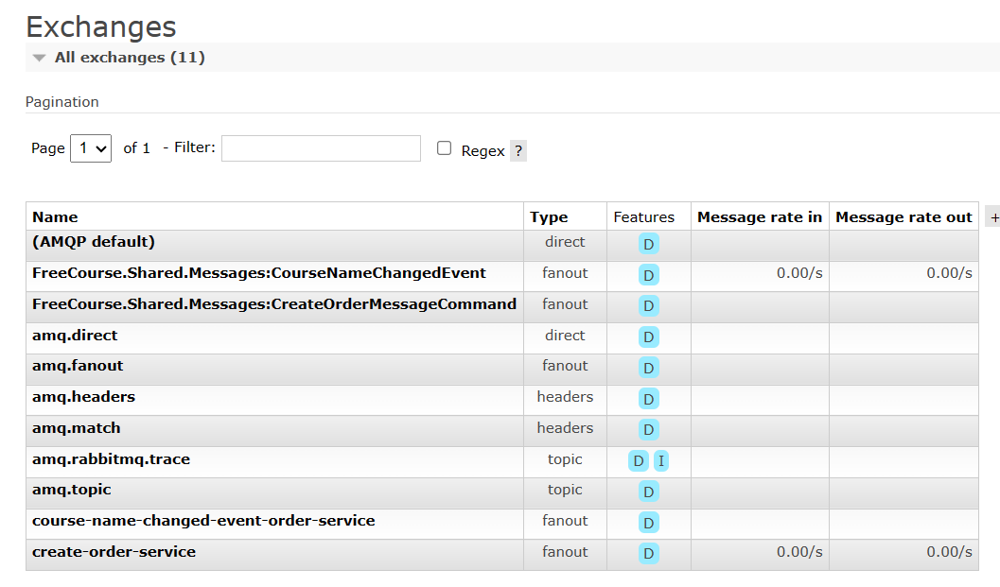 Exchanges
All exchanges (11)
Pagination
Page 1 of 1 - Filter: Regex ?
Name Type Features Message rate in Message rate out +
(AMQP default) direct D
FreeCourse.Shared.Messages:CourseNameChangedEvent fanout D 0.00/s 0.00/s
FreeCourse.Shared.Messages:CreateOrderMessageCommand fanout D
amq.direct direct D
amq.fanout fanout D
amq.headers headers D
amq.match headers D
amq.rabbitmq.trace topic D I
amq.topic topic D
course-name-changed-event-order-service fanout D
create-order-service fanout D 0.00/s 0.00/s